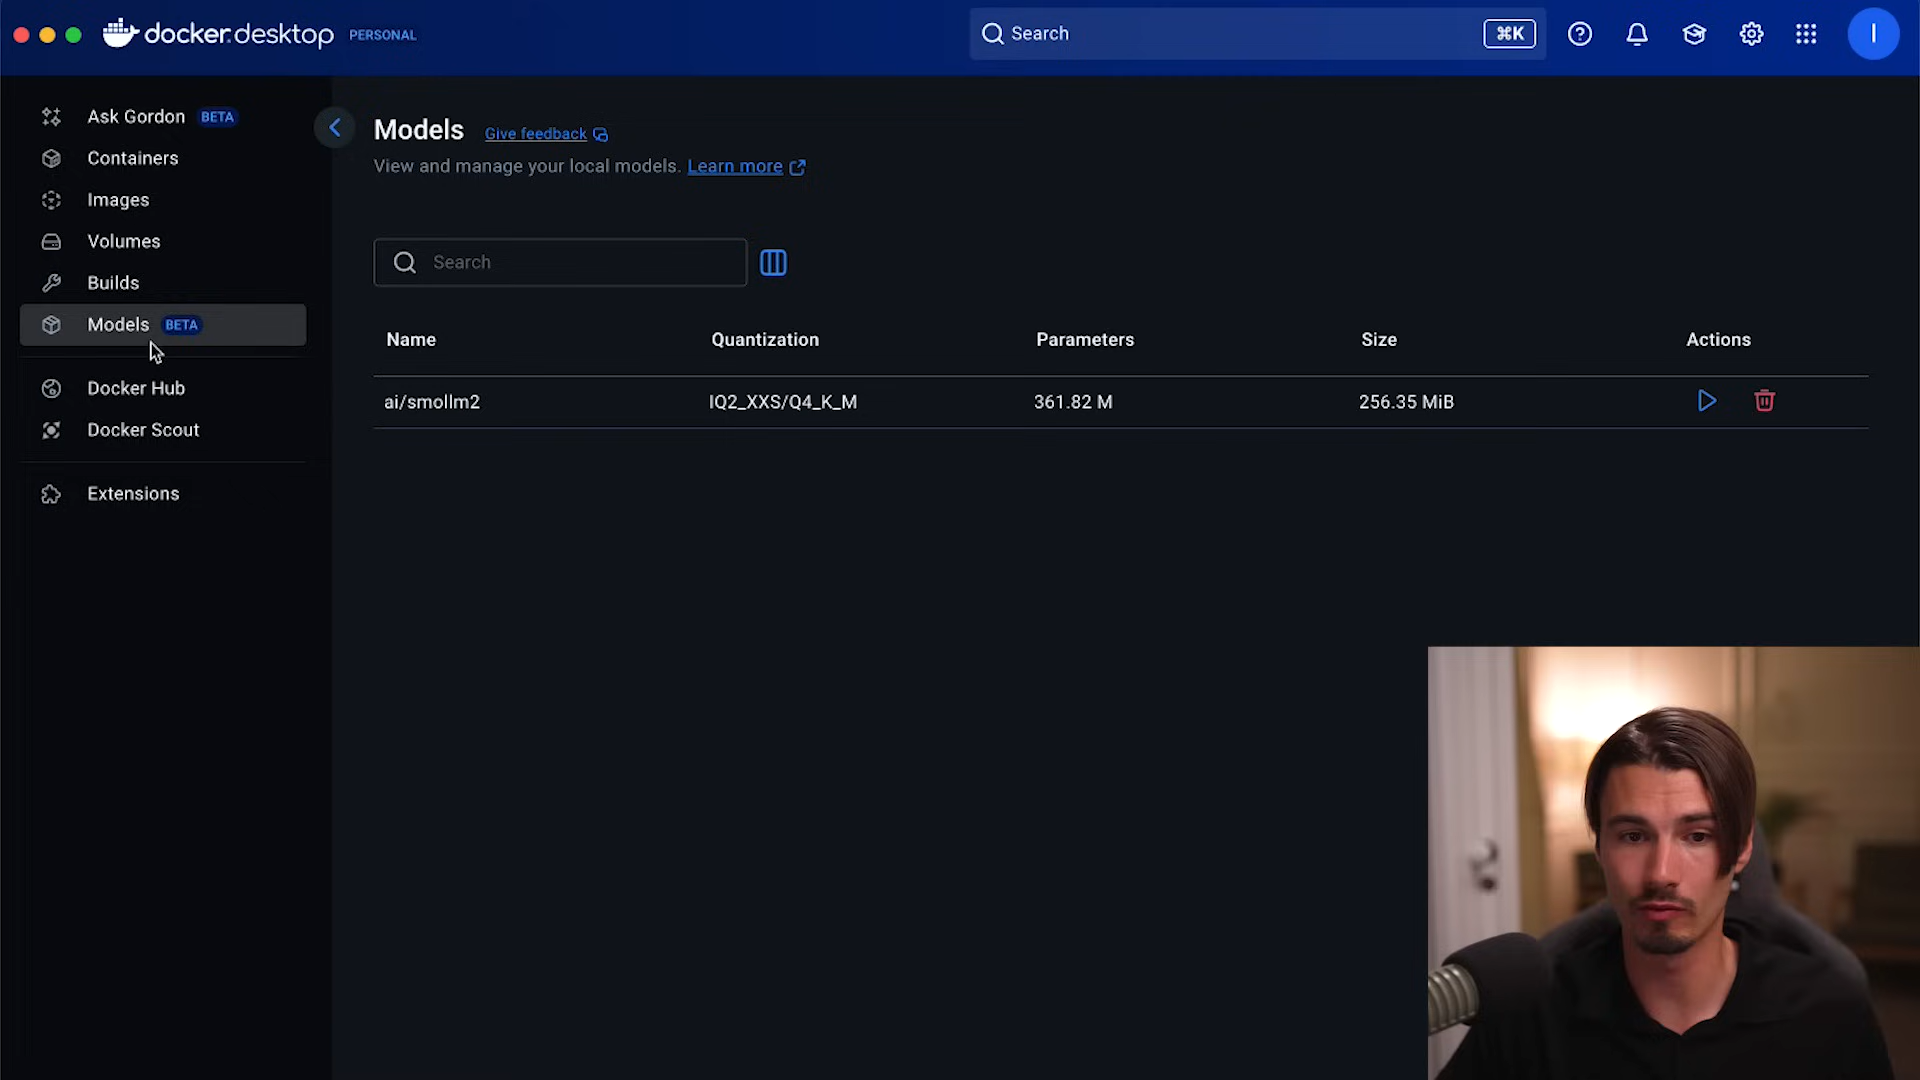 docker.desktop PERSONAL
Search
⌘K
I
Ask Gordon BETA
Containers
Images
Volumes
Builds
Models BETA
Docker Hub
Docker Scout
Extensions
Models Give feedback
View and manage your local models. Learn more
Search
Name Quantization Parameters Size Actions
ai/smollm2 IQ2_XXS/Q4_K_M 361.82 M 256.35 MiB